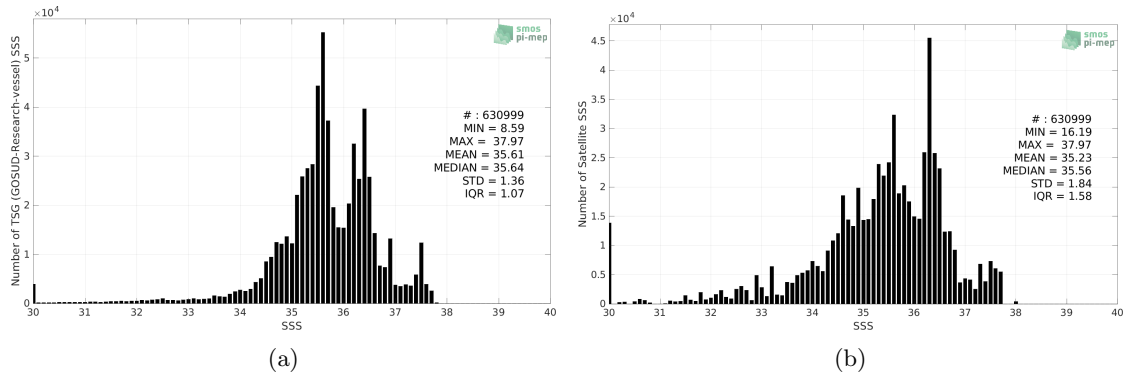 ×10⁴
smos
pi-mep
Number of TSG (GOSUD-Research-vessel) SSS
5
4
3
2
1
0
# : 630999
MIN = 8.59
MAX = 37.97
MEAN = 35.61
MEDIAN = 35.64
STD = 1.36
IQR = 1.07
30 31 32 33 34 35 36 37 38 39 40
SSS
(a)
×10⁴
smos
pi-mep
Number of Satellite SSS
4.5
4
3.5
3
2.5
2
1.5
1
0.5
0
# : 630999
MIN = 16.19
MAX = 37.97
MEAN = 35.23
MEDIAN = 35.56
STD = 1.84
IQR = 1.58
30 31 32 33 34 35 36 37 38 39 40
SSS
(b)